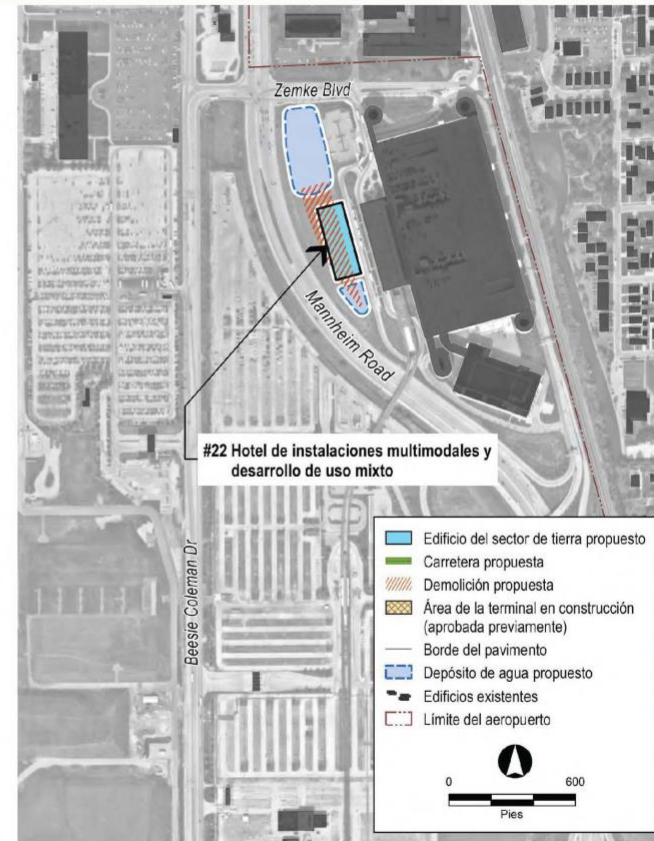 Zemke Blvd
Mannheim Road
#22 Hotel de instalaciones multimodales y
desarrollo de uso mixto
Beesie Coleman Dr
Edificio del sector de tierra propuesto
Carretera propuesta
Demolición propuesta
Área de la terminal en construcción
(aprobada previamente)
Borde del pavimento
Depósito de agua propuesto
Edificios existentes
Límite del aeropuerto
0 600
Pies